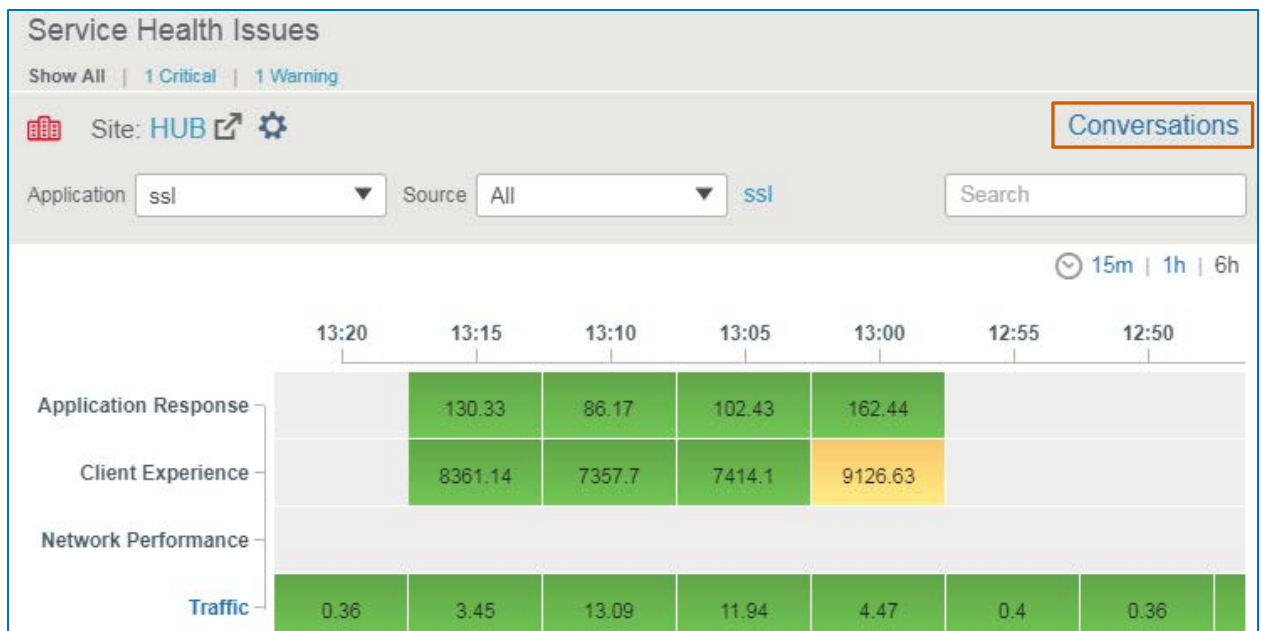 Service Health Issues
Show All | 1 Critical | 1 Warning
Site: HUB
Conversations
Application ssl Source All ssl Search
15m | 1h | 6h
13:20 13:15 13:10 13:05 13:00 12:55 12:50
Application Response 130.33 86.17 102.43 162.44
Client Experience 8361.14 7357.7 7414.1 9126.63
Network Performance
Traffic 0.36 3.45 13.09 11.94 4.47 0.4 0.36